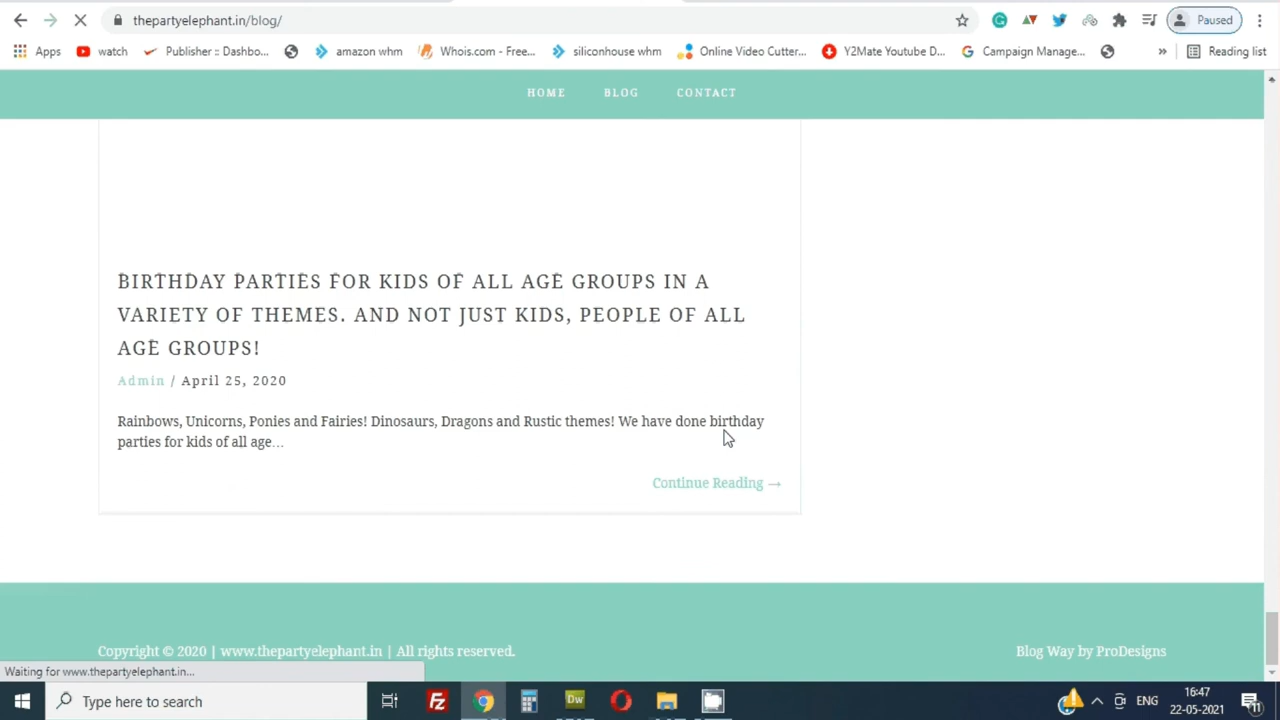 thepartyelephant.in/blog/
Paused
Apps
watch
Publisher :: Dashbo...
amazon whm
Whois.com - Free...
siliconhouse whm
Online Video Cutter...
Y2Mate Youtube D...
Campaign Manage...
»
Reading list
HOME
BLOG
CONTACT
BIRTHDAY PARTIES FOR KIDS OF ALL AGE GROUPS IN A
VARIETY OF THEMES. AND NOT JUST KIDS, PEOPLE OF ALL
AGE GROUPS!
Admin / April 25, 2020
Rainbows, Unicorns, Ponies and Fairies! Dinosaurs, Dragons and Rustic themes! We have done birthday
parties for kids of all age...
Continue Reading →
Copyright © 2020 | www.thepartyelephant.in | All rights reserved.
Blog Way by ProDesigns
Waiting for www.thepartyelephant.in...
Type here to search
Fz
Dw
ENG
16:47
22-05-2021
11